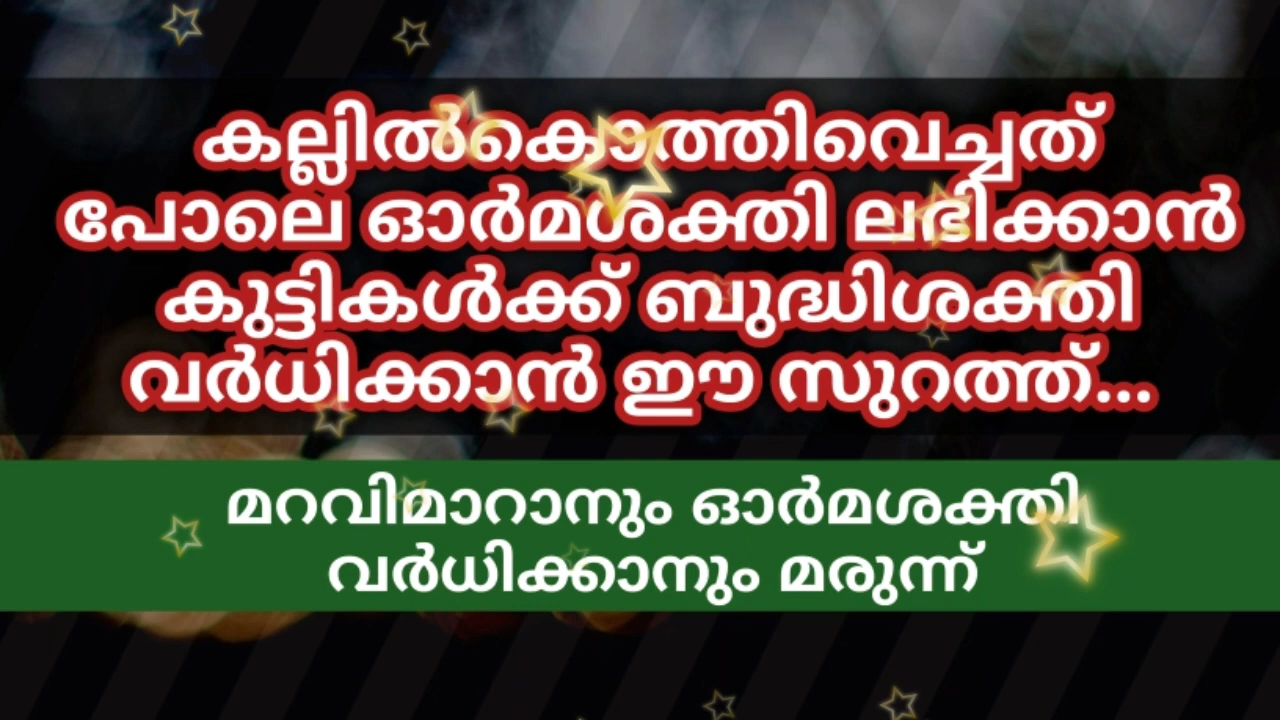 കല്ലിൽകൊത്തിവെച്ചത്
പോലെ ഓർമശക്തി ലഭിക്കാൻ
കുട്ടികൾക്ക് ബുദ്ധിശക്തി
വർധിക്കാൻ ഈ സുറത്ത്...
മറവിമാറാനും ഓർമശക്തി
വർധിക്കാനും മരുന്ന്